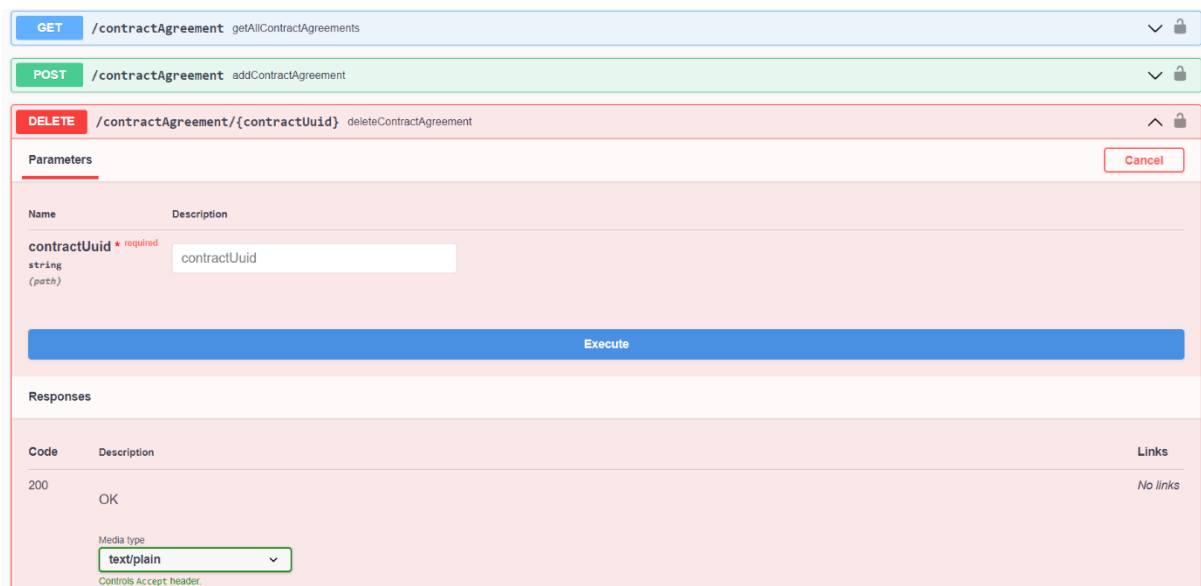 GET /contractAgreement getAllContractAgreements
POST /contractAgreement addContractAgreement
DELETE /contractAgreement/{contractUuid} deleteContractAgreement
Parameters Cancel
Name Description
contractUuid * required
string
(path)
contractUuid
Execute
Responses
Code Description Links
200 OK No links
Media type
text/plain
Controls Accept header.